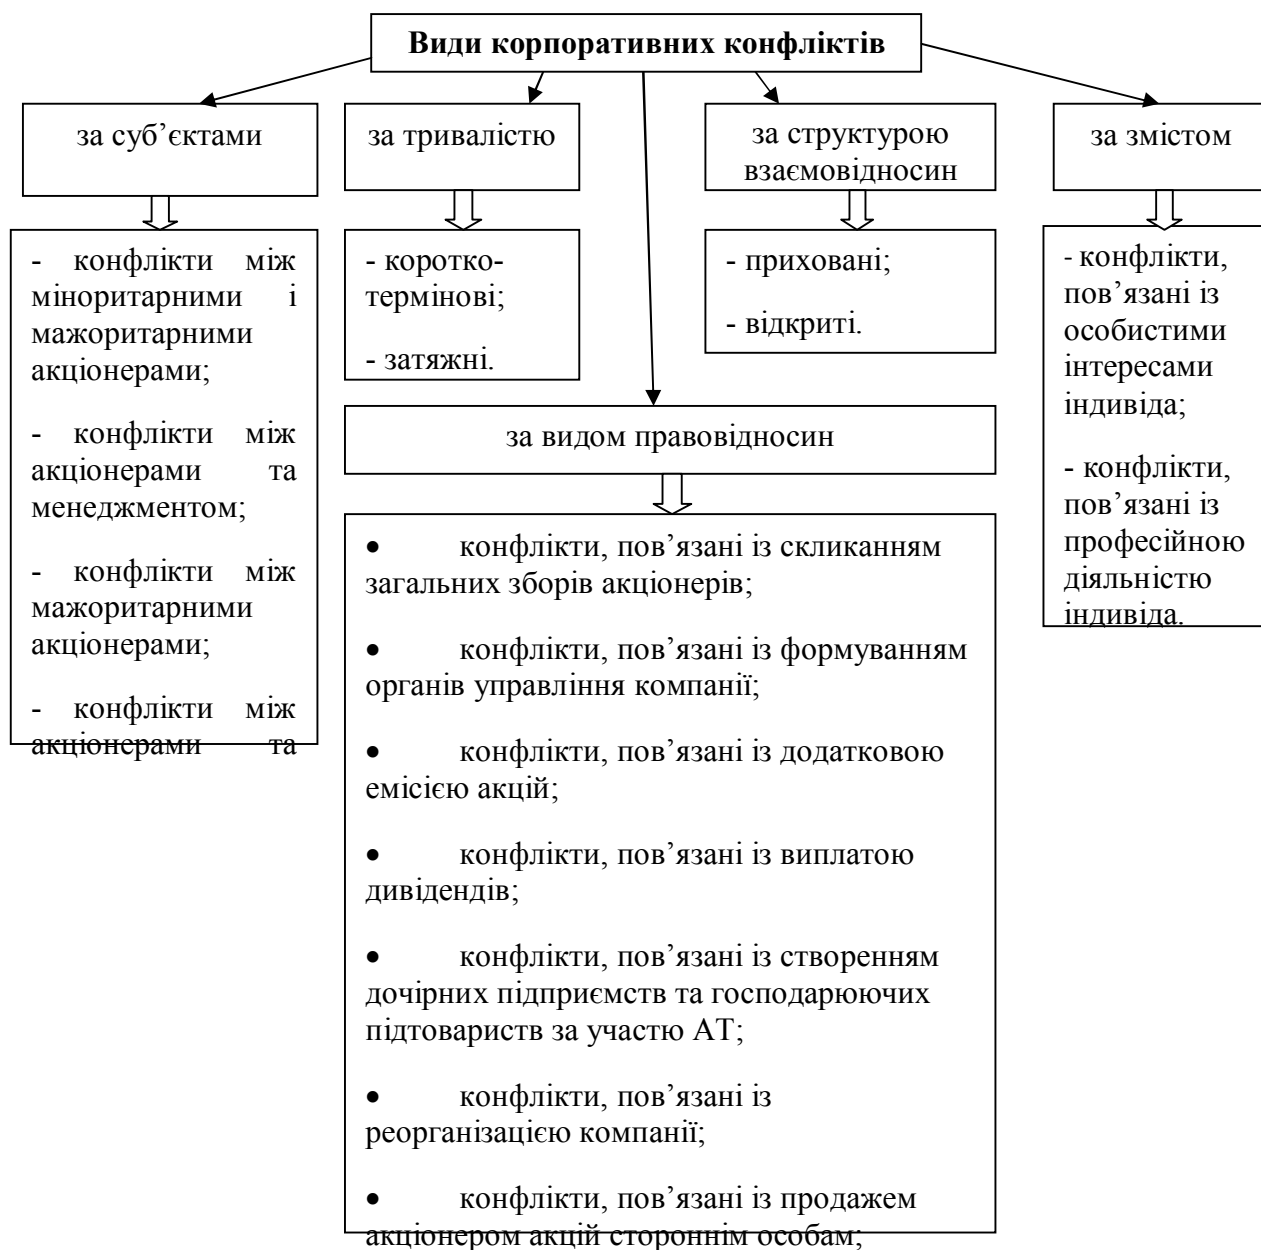 Види корпоративних конфліктів
за суб’єктами
за тривалістю
за структурою
взаємовідносин
за змістом
- конфлікти між
міноритарними і
мажоритарними
акціонерами;
- конфлікти між
акціонерами та
менеджментом;
- конфлікти між
мажоритарними
акціонерами;
- конфлікти між
акціонерами та
- коротко-
термінові;
- затяжні.
- приховані;
- відкриті.
- конфлікти,
пов’язані із
особистими
інтересами
індивіда;
- конфлікти,
пов’язані із
професійною
діяльністю
індивіда.
за видом правовідносин
• конфлікти, пов’язані із скликанням
загальних зборів акціонерів;
• конфлікти, пов’язані із формуванням
органів управління компанії;
• конфлікти, пов’язані із додатковою
емісією акцій;
• конфлікти, пов’язані із виплатою
дивідендів;
• конфлікти, пов’язані із створенням
дочірних підприємств та господарюючих
підтовариств за участю АТ;
• конфлікти, пов’язані із
реорганізацією компанії;
• конфлікти, пов’язані із продажем
акціонером акцій стороннім особам;